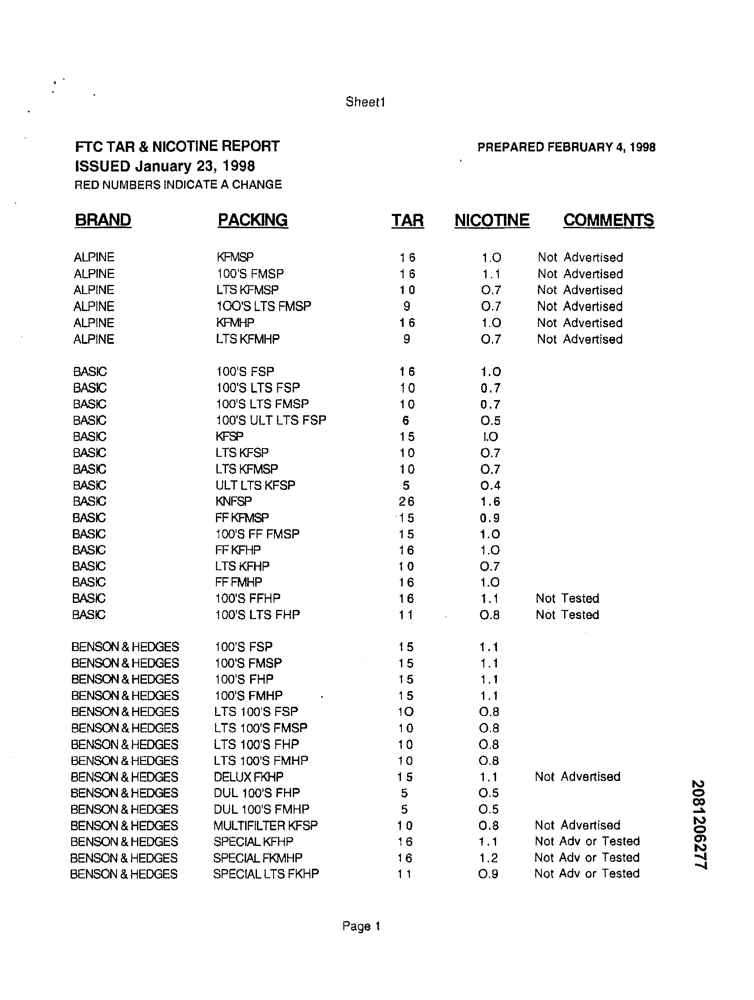 Sheet1
FTC TAR & NICOTINE REPORT PREPARED FEBRUARY 4, 1998
ISSUED January 23, 1998
RED NUMBERS INDICATE A CHANGE
BRAND PACKING TAR NICOTINE COMMENTS
ALPINE KFMSP 16 1.O Not Advertised
ALPINE 100'S FMSP 16 1.1 Not Advertised
ALPINE LTS KFMSP 10 O.7 Not Advertised
ALPINE 1OO'S LTS FMSP 9 O.7 Not Advertised
ALPINE KFMHP 16 1.O Not Advertised
ALPINE LTS KFMHP 9 O.7 Not Advertised
BASIC 100'S FSP 16 1.O
BASIC 100'S LTS FSP 10 0.7
BASIC 100'S LTS FMSP 10 0.7
BASIC 100'S ULT LTS FSP 6 O.5
BASIC KFSP 15 I.O
BASIC LTS KFSP 10 O.7
BASIC LTS KFMSP 10 O.7
BASIC ULT LTS KFSP 5 O.4
BASIC KNFSP 26 1.6
BASIC FF KFMSP 15 0.9
BASIC 100'S FF FMSP 15 1.O
BASIC FF KFHP 16 1.O
BASIC LTS KFHP 10 O.7
BASIC FF FMHP 16 1.O
BASIC 100'S FFHP 16 1.1 Not Tested
BASIC 100'S LTS FHP 11 O.8 Not Tested
BENSON & HEDGES 100'S FSP 15 1.1
BENSON & HEDGES 100'S FMSP 15 1.1
BENSON & HEDGES 100'S FHP 15 1.1
BENSON & HEDGES 100'S FMHP 15 1.1
BENSON & HEDGES LTS 100'S FSP 1O O.8
BENSON & HEDGES LTS 100'S FMSP 10 O.8
BENSON & HEDGES LTS 100'S FHP 10 O.8
BENSON & HEDGES LTS 100'S FMHP 10 O.8
BENSON & HEDGES DELUX FKHP 15 1.1 Not Advertised
BENSON & HEDGES DUL 100'S FHP 5 O.5
BENSON & HEDGES DUL 100'S FMHP 5 O.5
BENSON & HEDGES MULTIFILTER KFSP 10 O.8 Not Advertised
BENSON & HEDGES SPECIAL KFHP 16 1.1 Not Adv or Tested
BENSON & HEDGES SPECIAL FKMHP 16 1.2 Not Adv or Tested
BENSON & HEDGES SPECIAL LTS FKHP 11 O.9 Not Adv or Tested
2081206277
Page 1